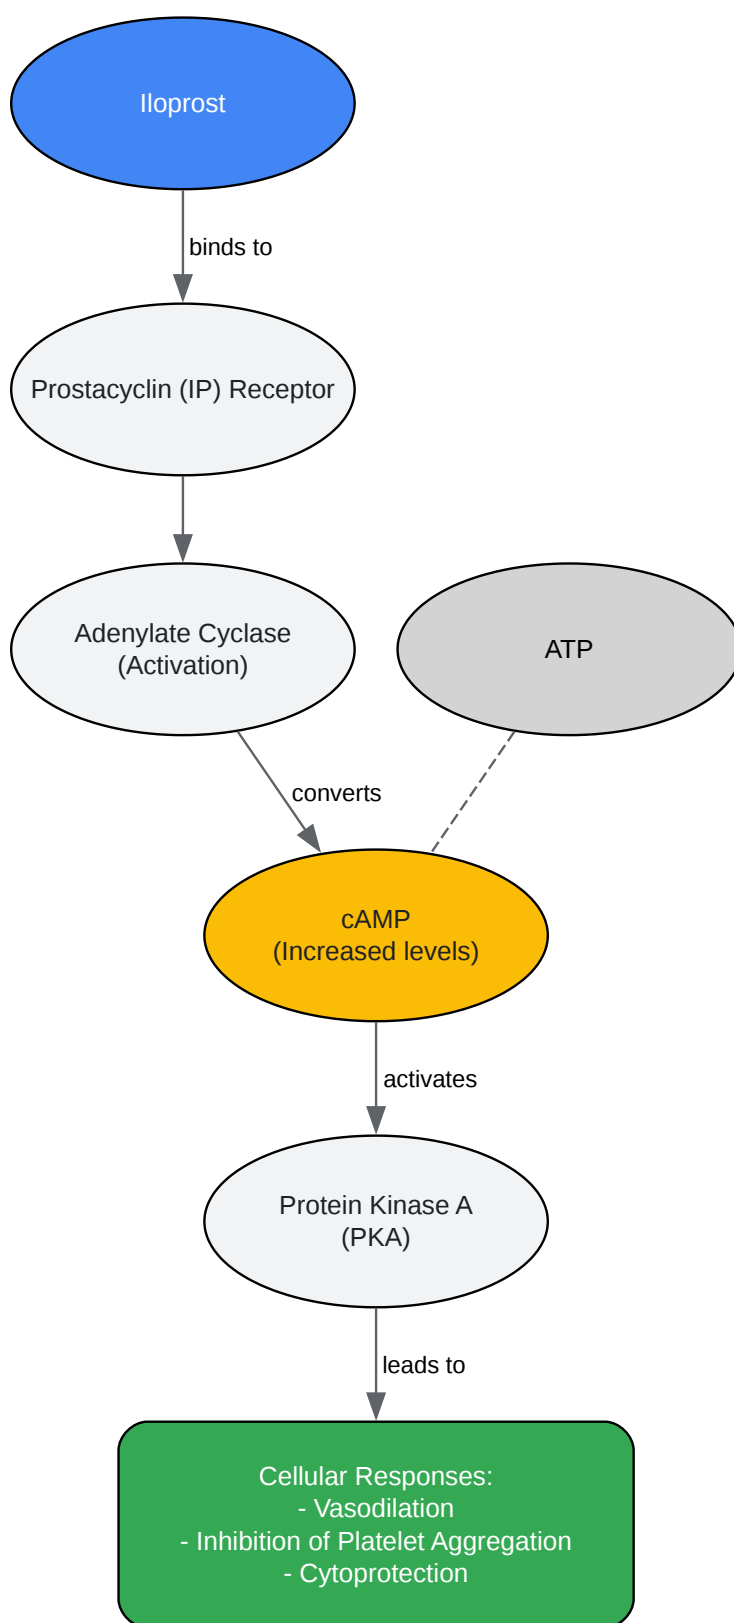 Iloprost
binds to
Prostacyclin (IP) Receptor
Adenylate Cyclase
(Activation)
ATP
converts
cAMP
(Increased levels)
activates
Protein Kinase A
(PKA)
leads to
Cellular Responses:
- Vasodilation
- Inhibition of Platelet Aggregation
- Cytoprotection